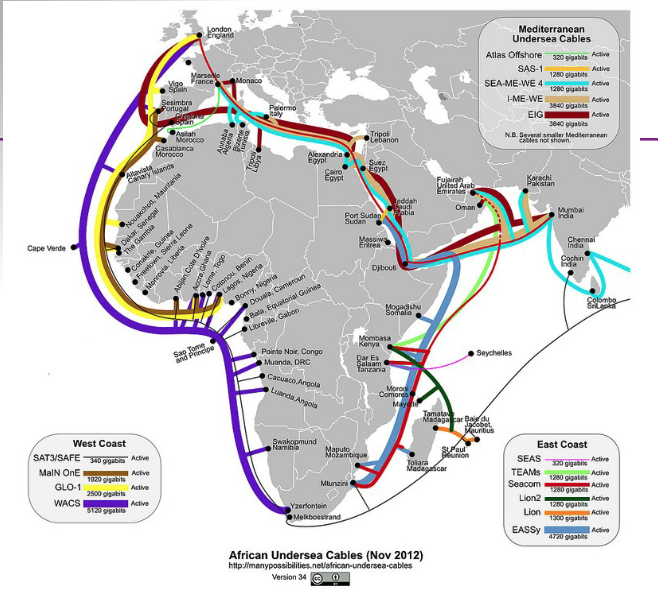 London
England
Vigo
Spain
Marseille
France
Monaco
Sesimbra
Portugal
Spain
Asilah
Morocco
Casablanca
Morocco
Annaba
Algeria
Bizerte
Tunisia
Tripoli
Libya
Palermo
Italy
Alexandria
Egypt
Cairo
Egypt
Suez
Egypt
Tripoli
Lebanon
Jeddah
Saudi
Arabia
Port Sudan
Sudan
Massiwa
Eritrea
Djibouti
Fujairah
United Arab
Emirates
Oman
Karachi
Pakistan
Mumbai
India
Chennai
India
Cochin
India
Colombo
Sri Lanka
Altavista
Canary Islands
Nouakchott, Mauritania
Dakar, Senegal
The Gambia
Cape Verde
Conakry, Guinea
Freetown, Sierra Leone
Monrovia, Liberia
Abijan, Cote D'Ivoire
Accra, Ghana
Lome, Togo
Cotonou, Benin
Lagos, Nigeria
Bonny, Nigeria
Douala, Cameroun
Bata, Equatorial Guinea
Libreville, Gabon
Sao Tome
and Principe
Pointe Noir, Congo
Muanda, DRC
Cacuaco,Angola
Luanda,Angola
Swakopmund
Namibia
Yzerfontein
Melkbosstrand
Mogadishu
Somalia
Mombasa
Kenya
Dar Es
Salaam
Tanzania
Seychelles
Moroni
Comores
Mayotte
Tamatave
Madagascar
Baie du
Jacobet,
Mauritius
St Paul
Reunion
Toliara
Madagascar
Maputo
Mozambique
Mtunzini
Mediterranean
Undersea Cables
Atlas Offshore 320 gigabits Active
SAS-1 1280 gigabits Active
SEA-ME-WE 4 1280 gigabits Active
I-ME-WE 3840 gigabits Active
EIG 3840 gigabits Active
N.B. Several smaller Mediterranean
cables not shown.
West Coast
SAT3/SAFE 340 gigabits Active
MaIN OnE 1920 gigabits Active
GLO-1 2500 gigabits Active
WACS 5120 gigabits Active
East Coast
SEAS 320 gigabits Active
TEAMs 1280 gigabits Active
Seacom 1280 gigabits Active
Lion2 1280 gigabits Active
Lion 1300 gigabits Active
EASSy 4720 gigabits Active
African Undersea Cables (Nov 2012)
http://manypossibilities.net/african-undersea-cables
Version 34